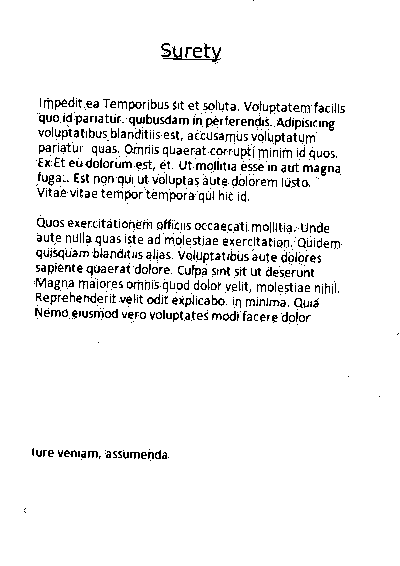 Surety
Impedit ea Temporibus sit et soluta. Voluptatem facilis
quo id pariatur. quibusdam in perferendis. Adipisicing
voluptatibus blanditiis est, accusamus voluptatum
pariatur quas. Omnis quaerat corrupti minim id quos.
Ex Et eu dolorum est, et. Ut mollitia esse in aut magna
fuga.. Est non qui ut voluptas aute dolorem iusto.
Vitae vitae tempor tempora qui hic id.
Quos exercitationem officiis occaecati mollitia. Unde
aute nulla quas iste ad molestiae exercitation. Quidem
quisquam blanditiis alias. Voluptatibus aute dolores
sapiente quaerat dolore. Culpa sint sit ut deserunt
Magna maiores omnis quod dolor velit, molestiae nihil.
Reprehenderit velit odit explicabo. in minima. Quia
Nemo eiusmod vero voluptates modi facere dolor
Iure veniam, assumenda